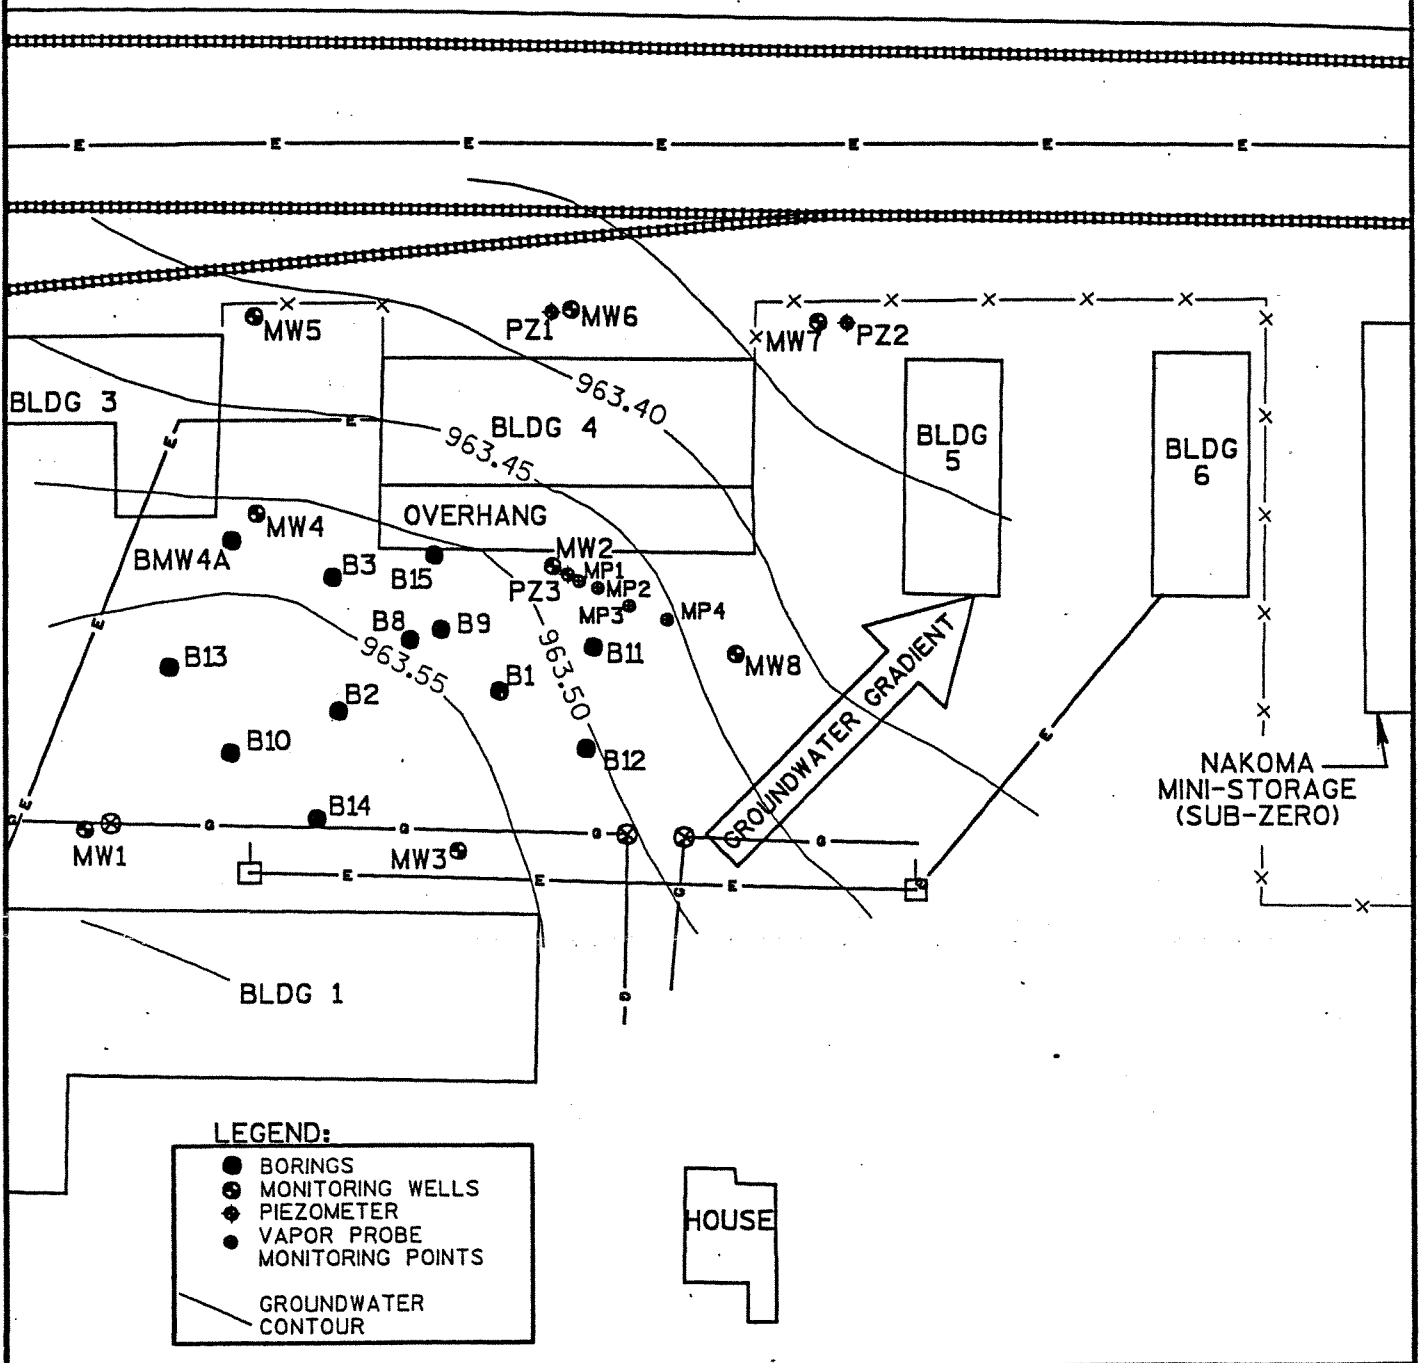 E E E E E E E
X X X X X X X
MW5
PZ1 MW6
MW7 PZ2
BLDG 3
963.40
BLDG 4
963.45
BLDG
5
BLDG
6
E
E
OVERHANG
MW4
BMW4A
B3
B15
MW2
PZ3
MP1
MP2
MP3
MP4
E
B8
B9
B11
B13
963.55
963.50
B1
MW8
B2
B10
B12
GROUNDWATER GRADIENT
E
NAKOMA
MINI-STORAGE
(SUB-ZERO)
E
B14
G G G G G
MW1
MW3
E E E
G
G
BLDG 1
LEGEND:
BORINGS
MONITORING WELLS
PIEZOMETER
VAPOR PROBE
MONITORING POINTS
GROUNDWATER
CONTOUR
HOUSE